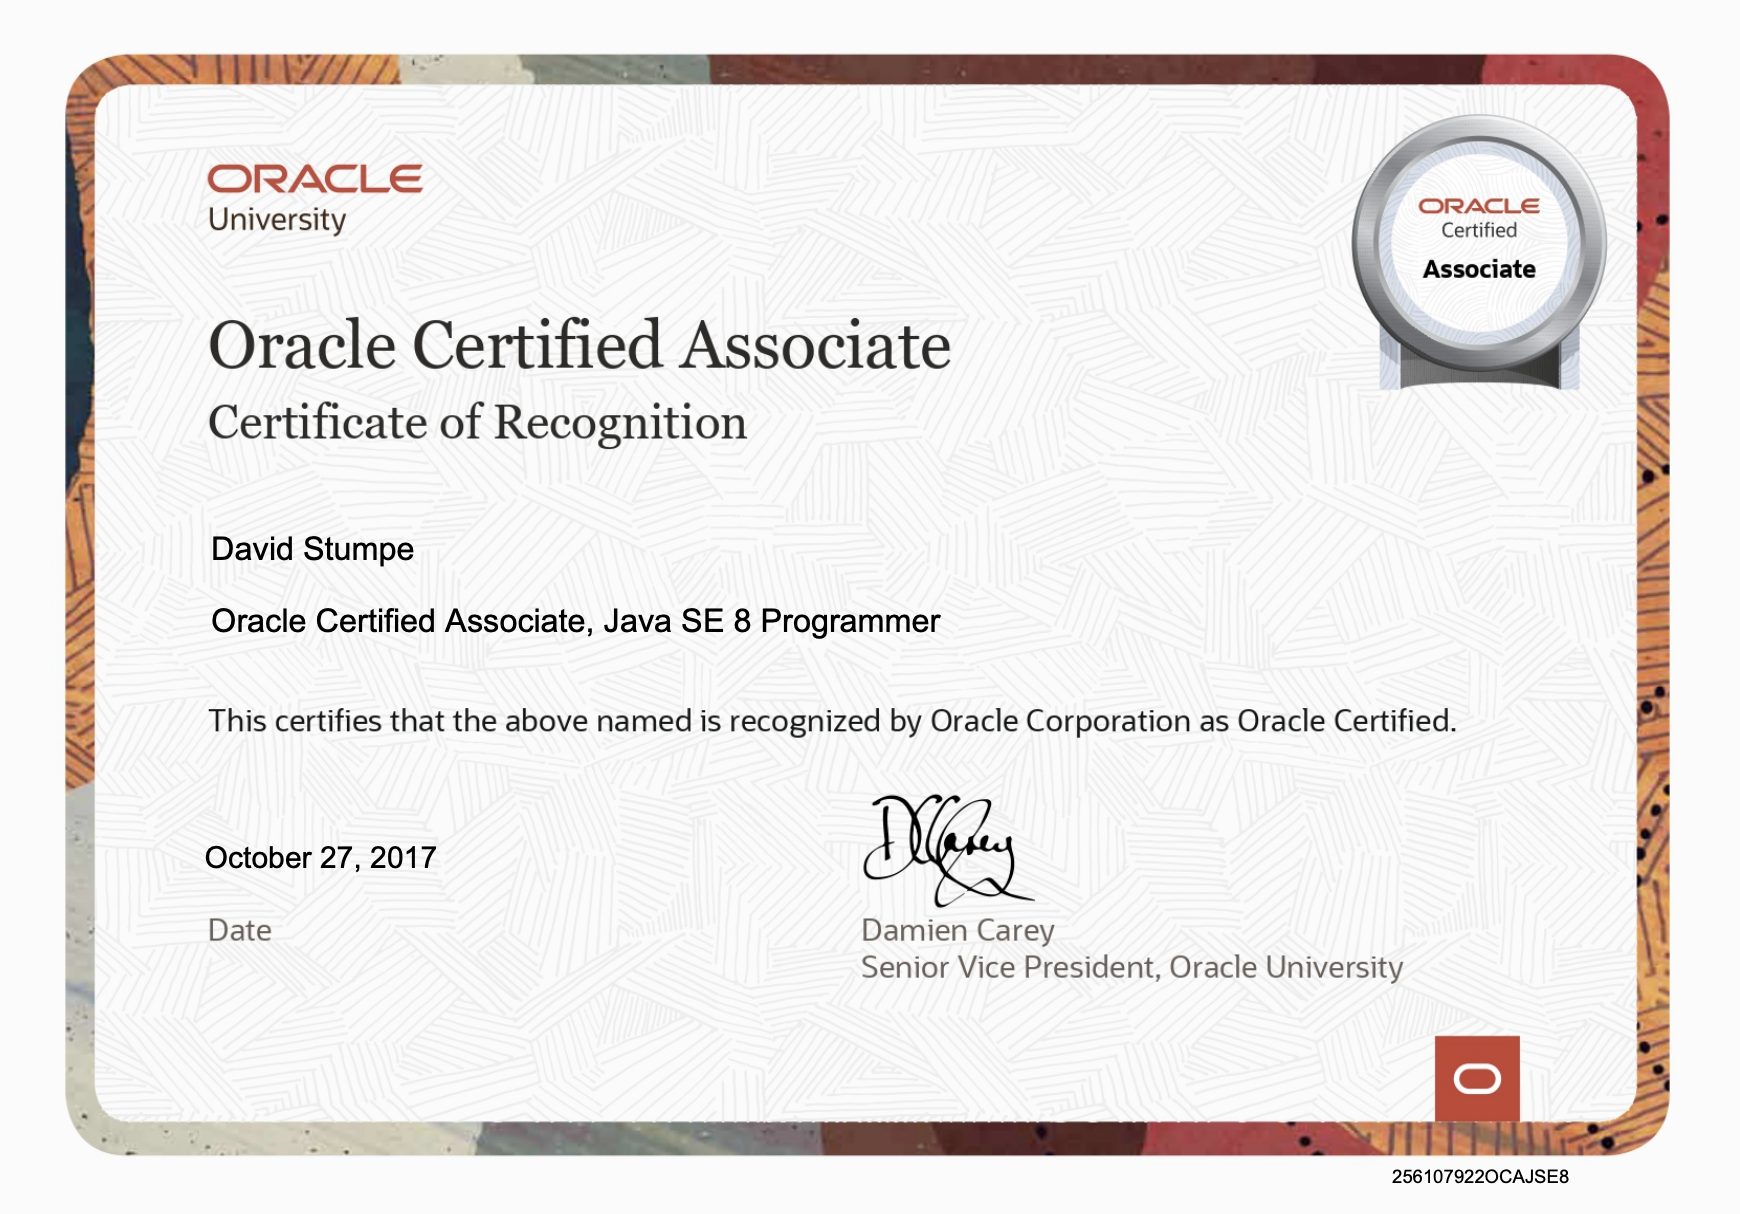 ORACLE
University
ORACLE
Certified
Associate
Oracle Certified Associate
Certificate of Recognition
David Stumpe
Oracle Certified Associate, Java SE 8 Programmer
This certifies that the above named is recognized by Oracle Corporation as Oracle Certified.
October 27, 2017
Date
DCarey
Damien Carey
Senior Vice President, Oracle University
256107922OCAJSE8